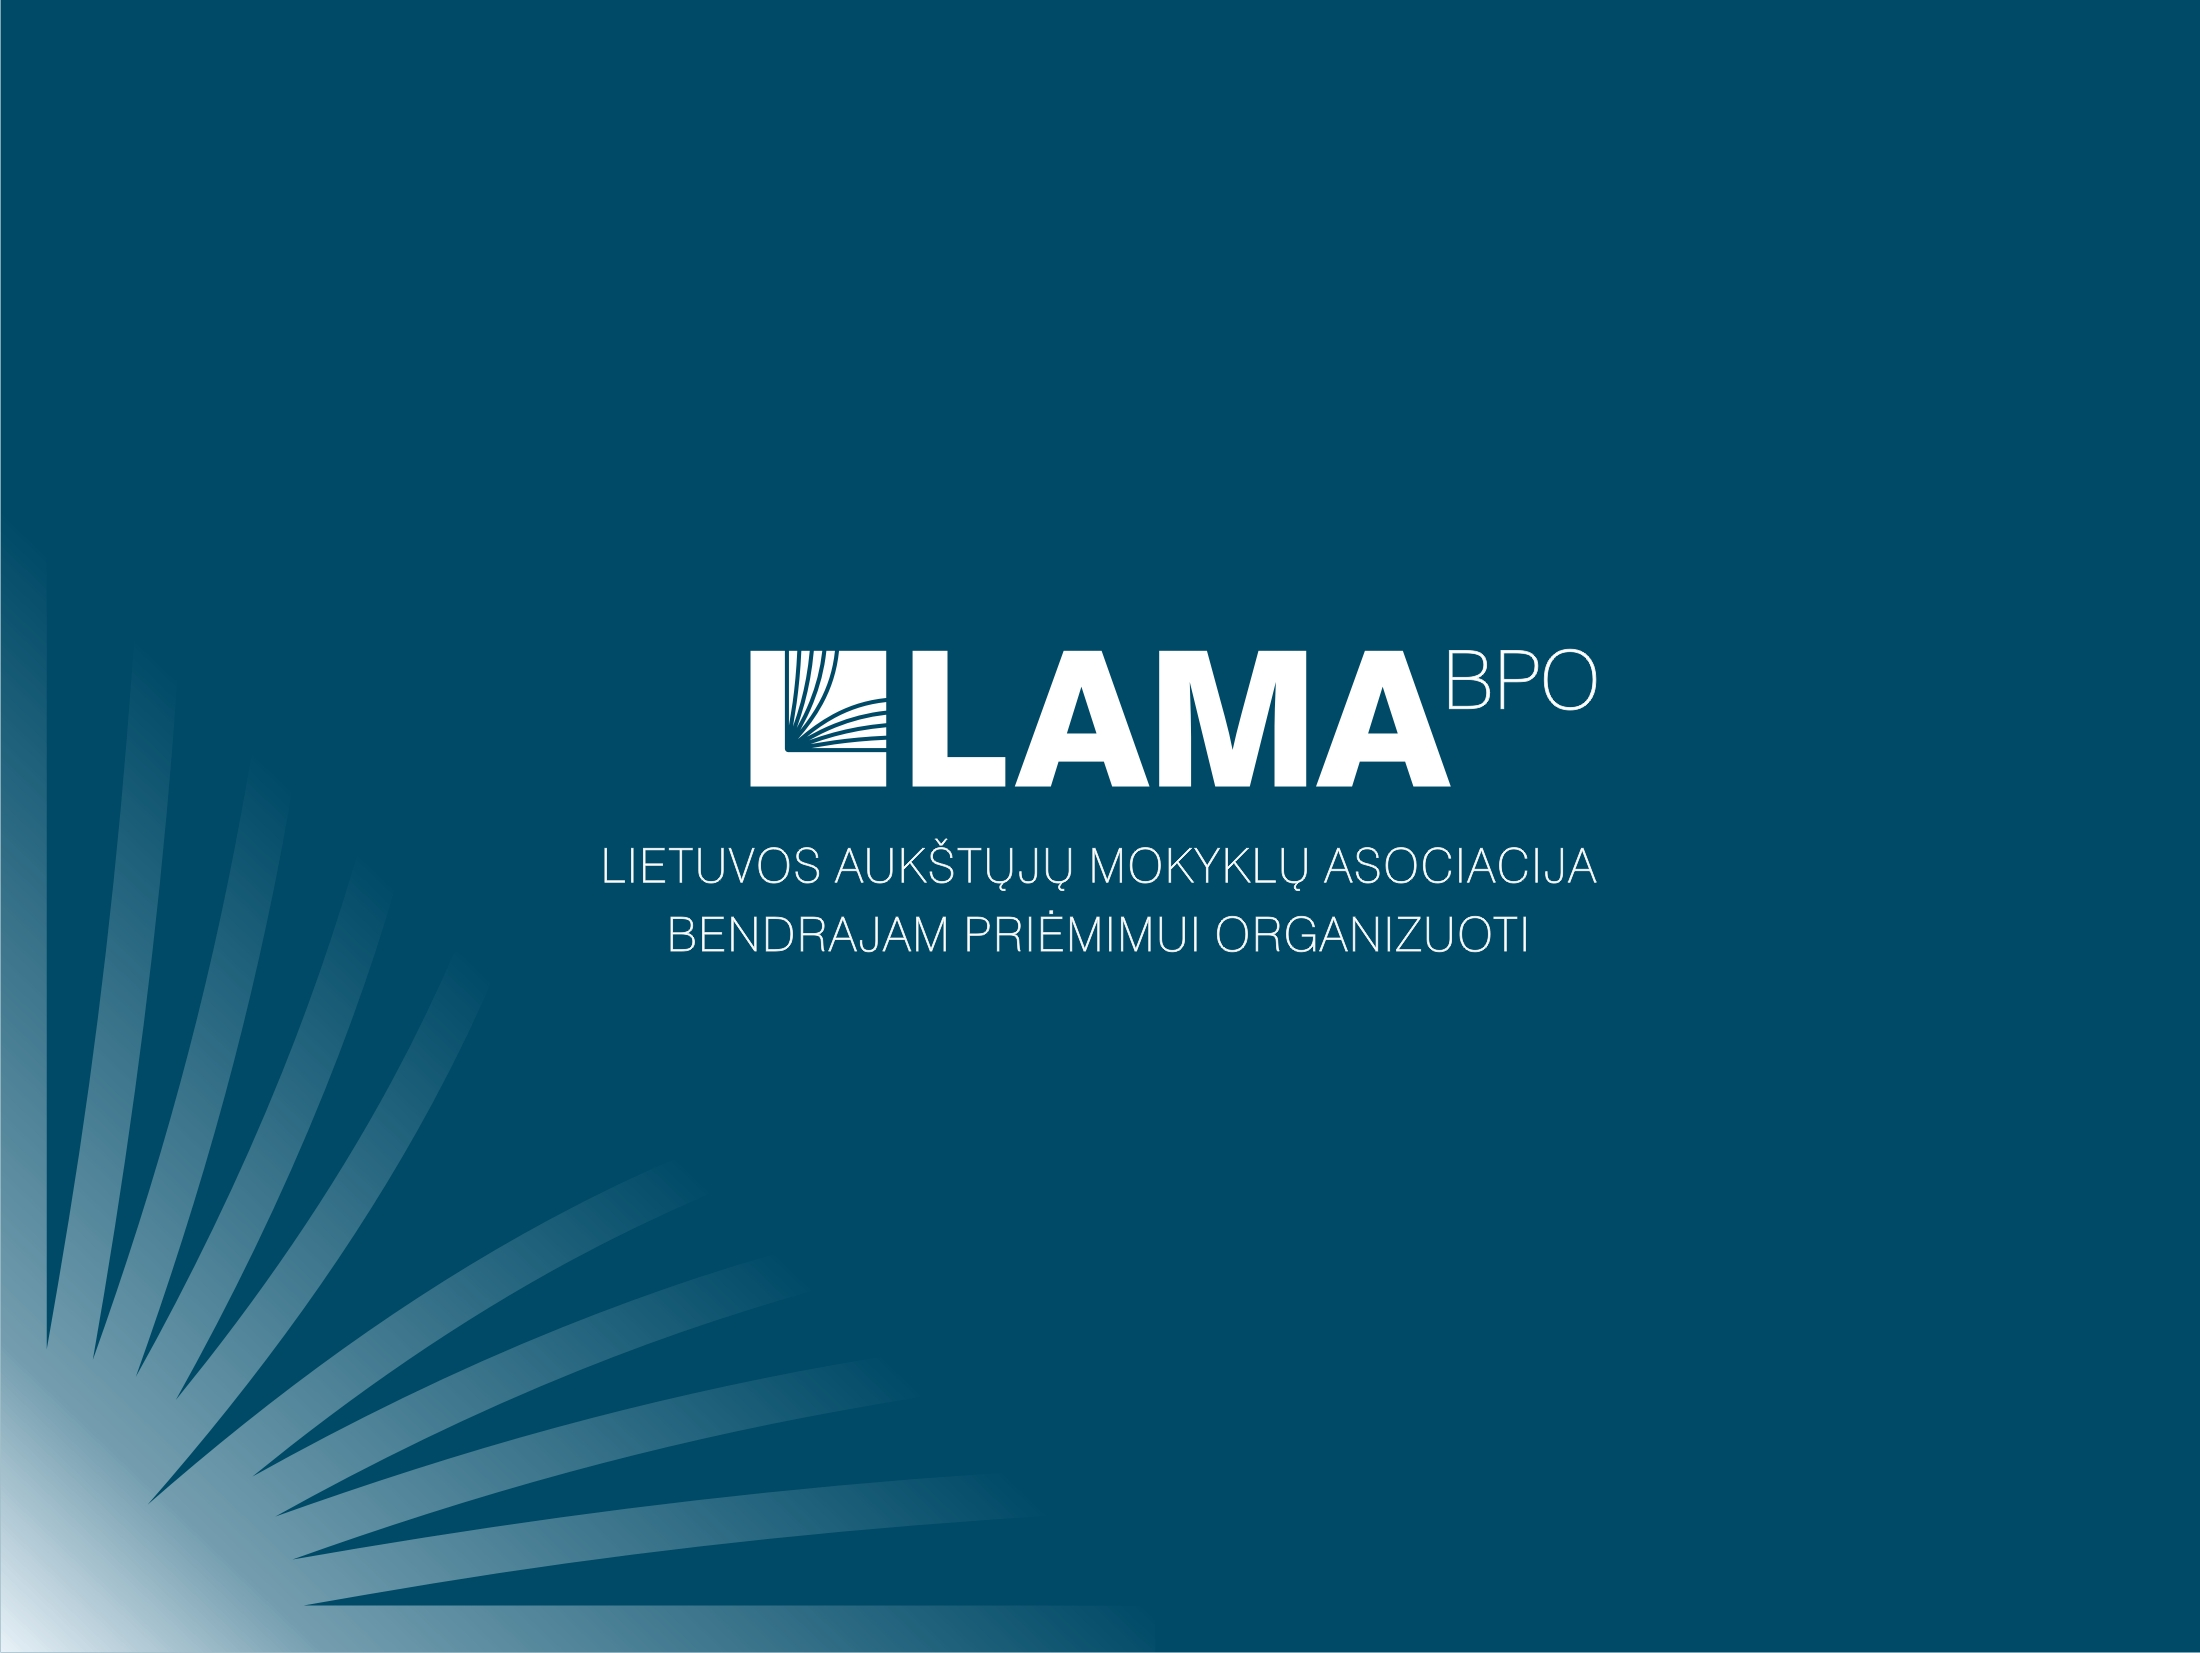 LAMA BPO
LIETUVOS AUKŠTŲJŲ MOKYKLŲ ASOCIACIJA
BENDRAJAM PRIĖMIMUI ORGANIZUOTI